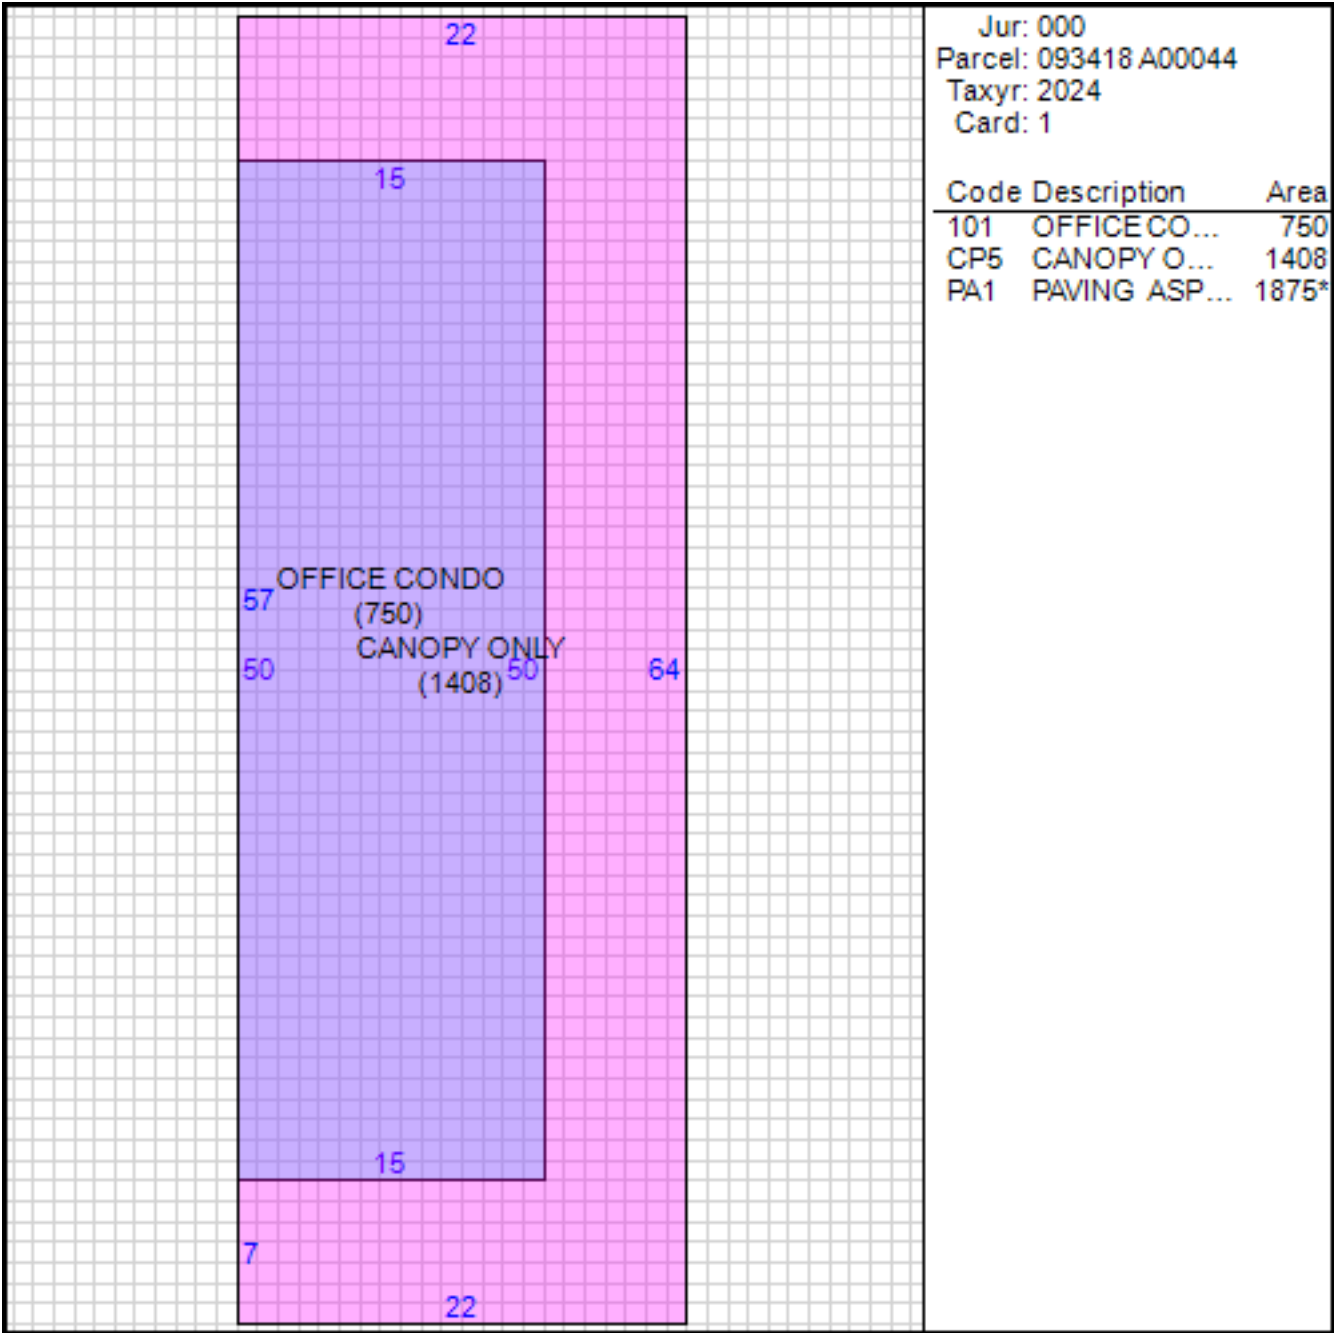 22
15
57
OFFICE CONDO
(750)
CANOPY ONLY
50
50
64
(1408)
15
7
22
Jur: 000
Parcel: 093418 A00044
Taxyr: 2024
Card: 1
Code Description Area
101 OFFICE CO... 750
CP5 CANOPY O... 1408
PA1 PAVING ASP... 1875*